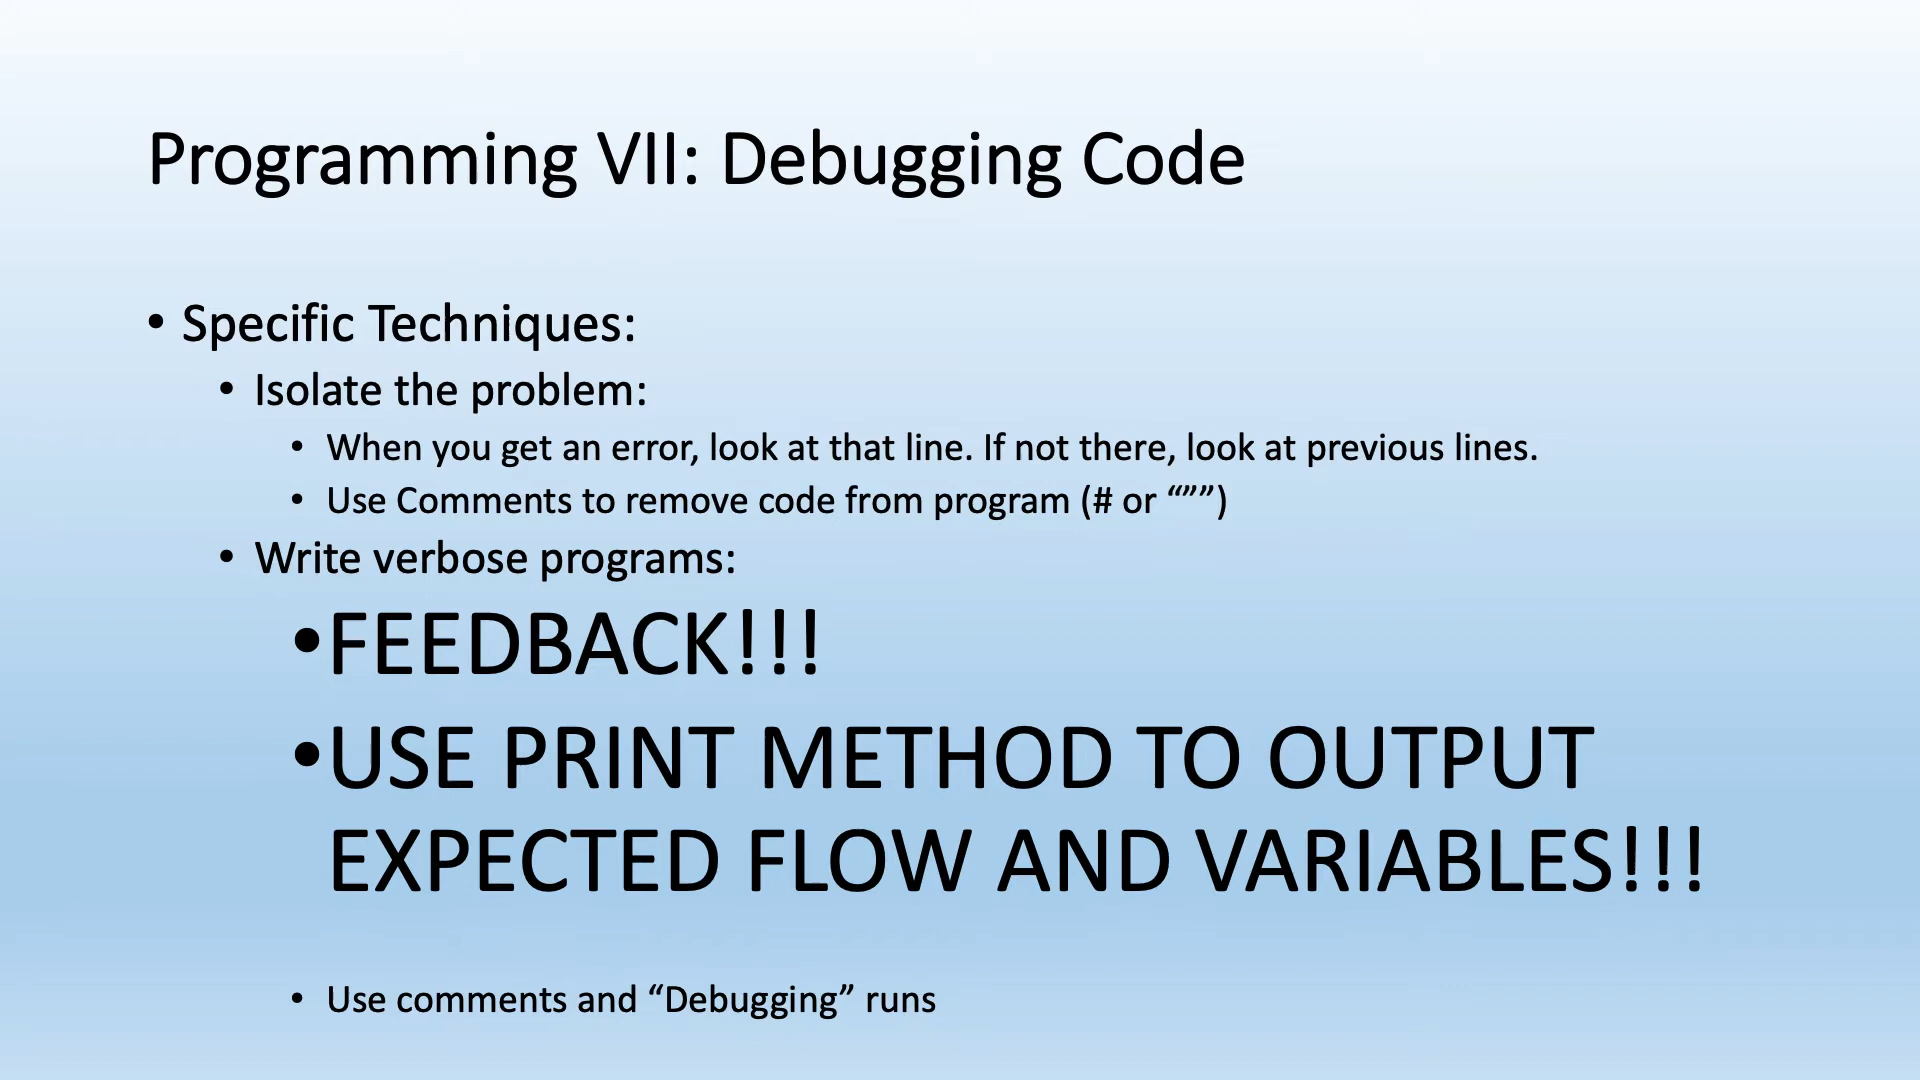 Programming VII: Debugging Code
• Specific Techniques:
• Isolate the problem:
• When you get an error, look at that line. If not there, look at previous lines.
• Use Comments to remove code from program (# or “””)
• Write verbose programs:
•FEEDBACK!!!
•USE PRINT METHOD TO OUTPUT
EXPECTED FLOW AND VARIABLES!!!
• Use comments and “Debugging” runs